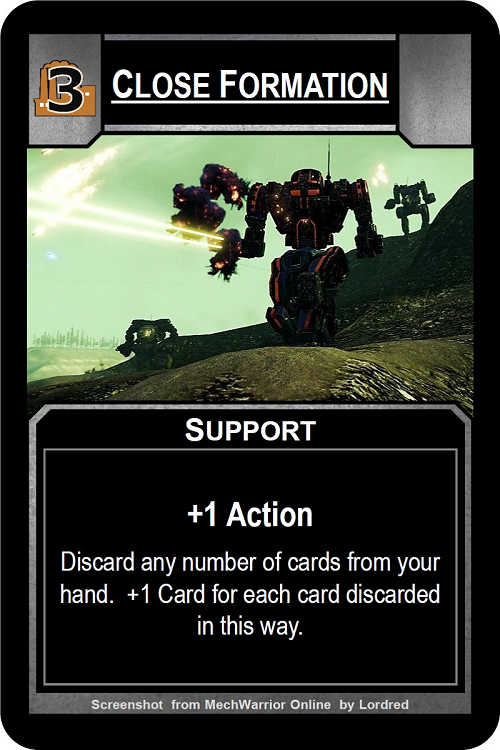 3
CLOSE FORMATION
SUPPORT
+1 Action
Discard any number of cards from your
hand.  +1 Card for each card discarded
in this way.
Screenshot  from MechWarrior Online  by Lordred